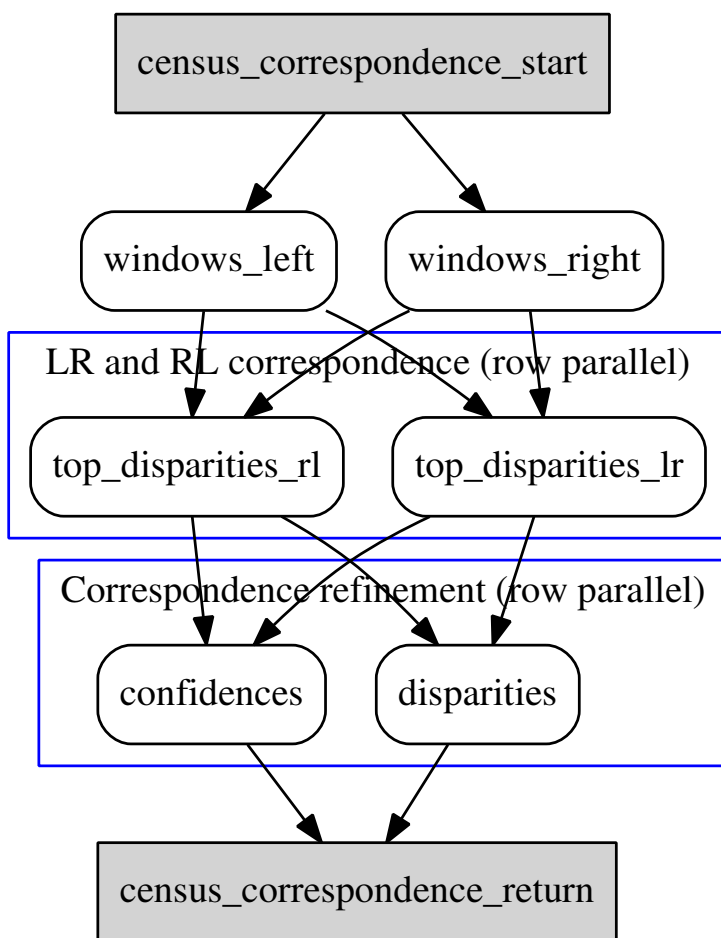 census_correspondence_start
windows_left
windows_right
LR and RL correspondence (row parallel)
top_disparities_rl
top_disparities_lr
Correspondence refinement (row parallel)
confidences
disparities
census_correspondence_return